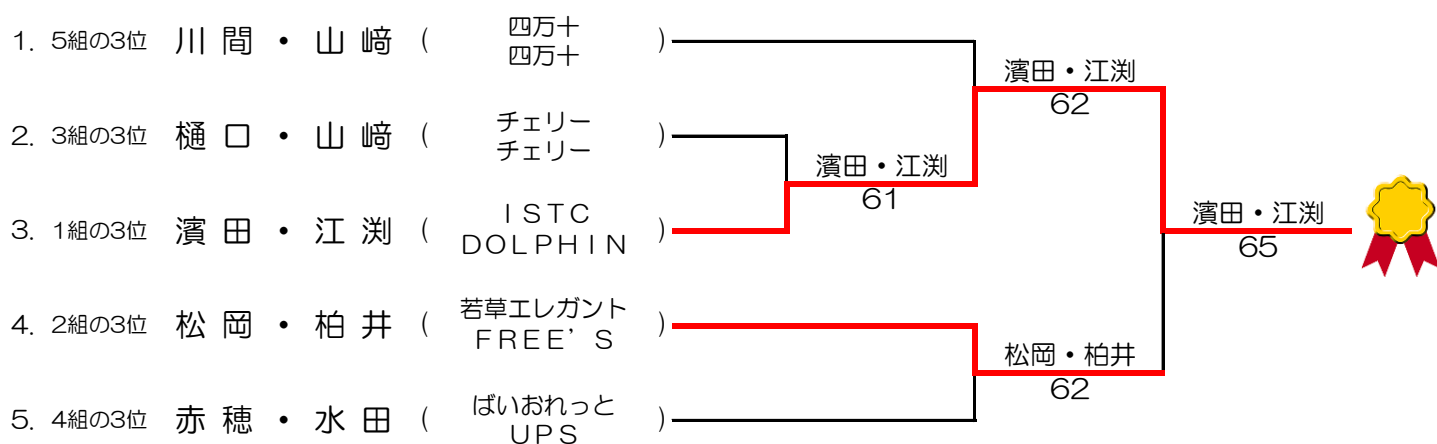 四万十
1. 5組の3位 川間・山﨑( )
四万十
濱田・江渕
62
チェリー
2. 3組の3位 樋口・山﨑( )
チェリー
濱田・江渕
61
ISTC
3. 1組の3位 濱田・江渕( )
DOLPHIN
濱田・江渕
65
若草エレガント
4. 2組の3位 松岡・柏井( )
FREE'S
松岡・柏井
62
ばいおれっと
5. 4組の3位 赤穂・水田( )
UPS